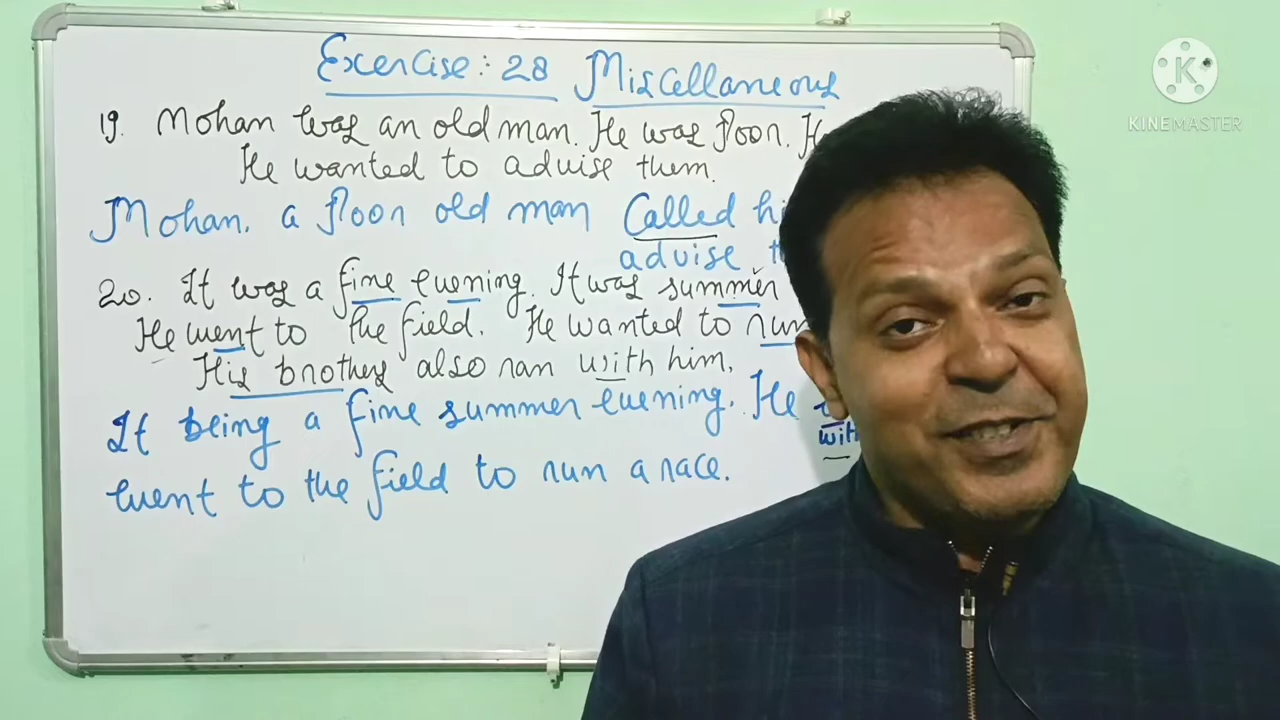 Excercise: 28 Miscellaneous
19. Mohan was an old man. He was poor. H
He wanted to advise them.
Mohan, a poor old man Called hi
advise t
20. It was a fine evening. It was summer
He went to the field. He wanted to run
His brother also ran with him.
It being a fine summer evening. He
with
went to the field to run a race.
K
KINEMASTER